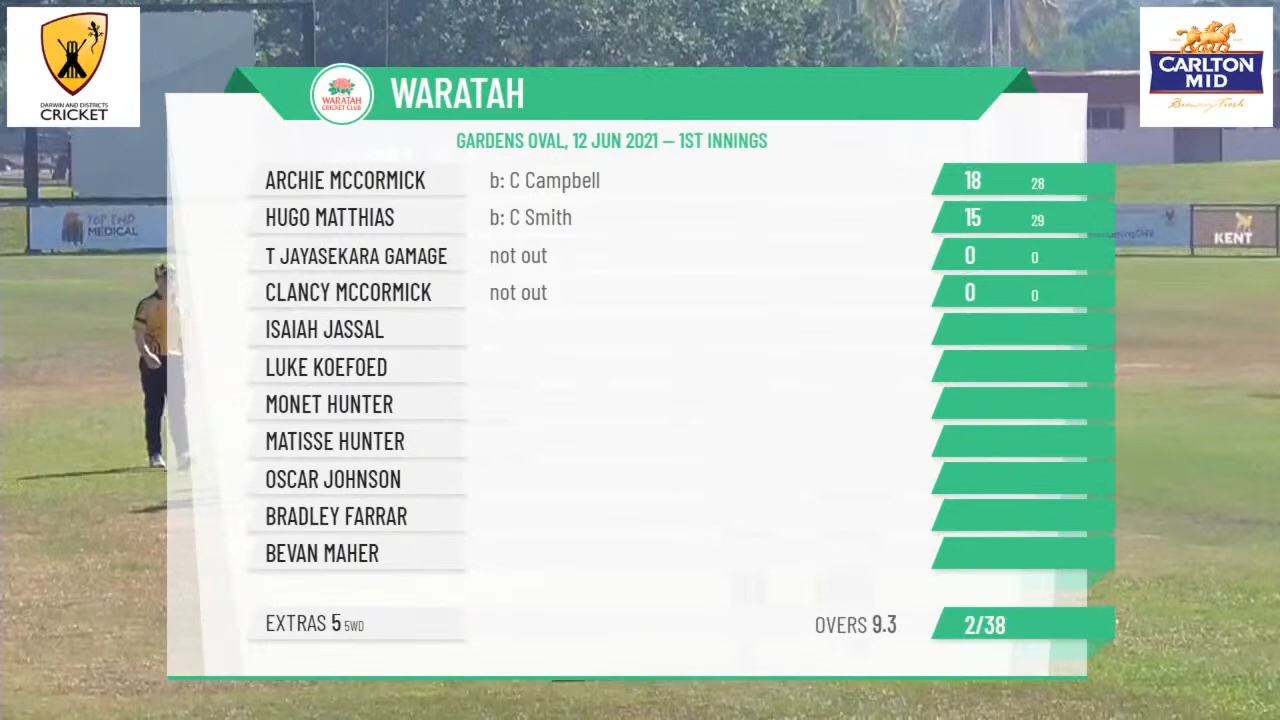 DARWIN AND DISTRICTS
CRICKET
WARATAH
CRICKET CLUB
WARATAH
CARLTON
MID
Brewery Fresh
GARDENS OVAL, 12 JUN 2021 – 1ST INNINGS
ARCHIE MCCORMICK b: C Campbell 18 28
HUGO MATTHIAS b: C Smith 15 29
T JAYASEKARA GAMAGE not out 0 0
CLANCY MCCORMICK not out 0 0
ISAIAH JASSAL
LUKE KOEFOED
MONET HUNTER
MATISSE HUNTER
OSCAR JOHNSON
BRADLEY FARRAR
BEVAN MAHER
EXTRAS 5 5WD OVERS 9.3 2/38
TOP END
MEDICAL
KENT